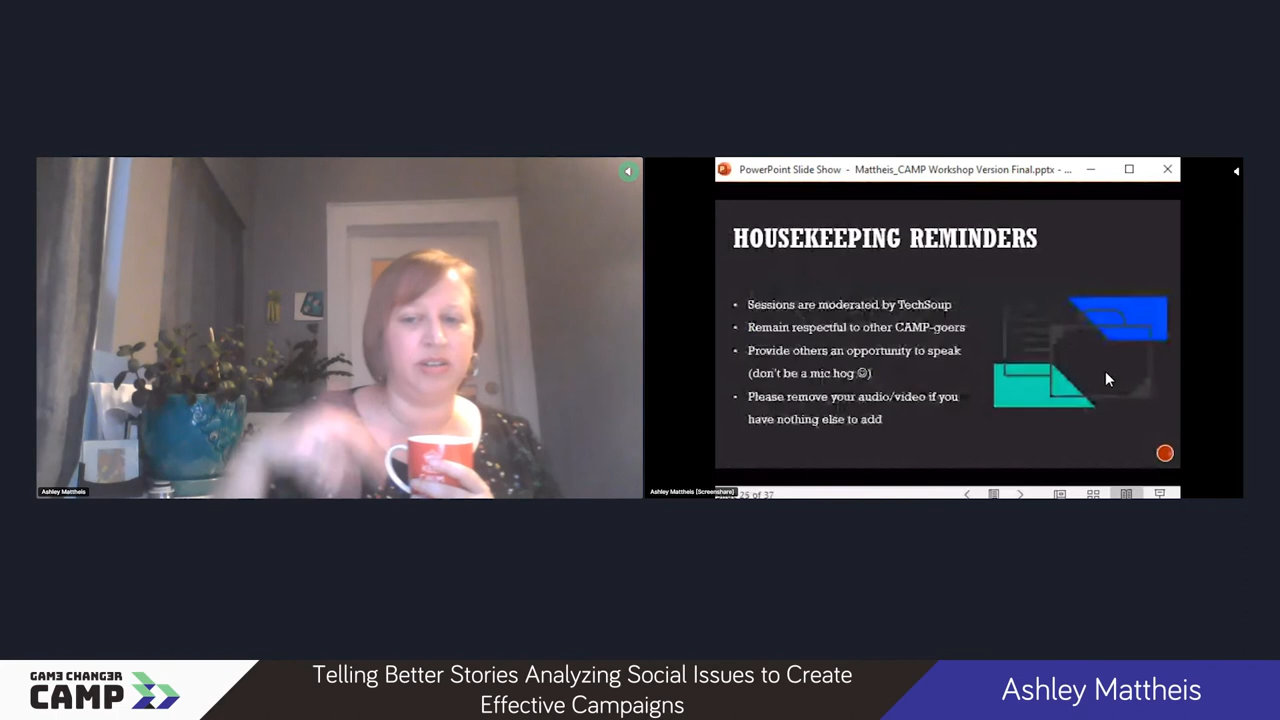 PowerPoint Slide Show - Mattheis_CAMP Workshop Version Final.pptx - ...
HOUSEKEEPING REMINDERS
• Sessions are moderated by TechSoup
• Remain respectful to other CAMP-goers
• Provide others an opportunity to speak
(don't be a mic hog ☺)
• Please remove your audio/video if you
have nothing else to add
Ashley Mattheis
Ashley Mattheis (Screenshare)
25 of 37
GAME CHANGER
CAMP
Telling Better Stories Analyzing Social Issues to Create
Effective Campaigns
Ashley Mattheis